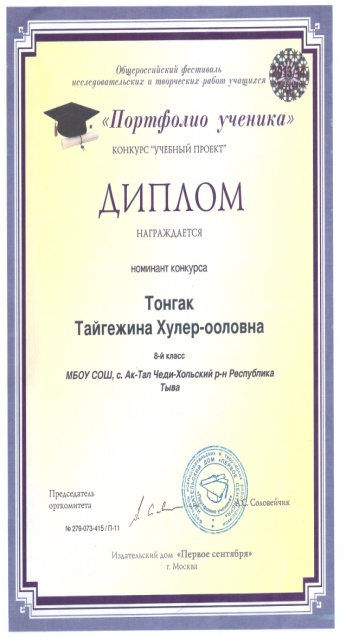 Общероссийский фестиваль
исследовательских и творческих работ учащихся
«Портфолио ученика»
КОНКУРС "УЧЕБНЫЙ ПРОЕКТ"
ДИПЛОМ
НАГРАЖДАЕТСЯ
номинант конкурса
Тонгак
Тайгежина Хулер-ооловна
8-й класс
МБОУ СОШ, с. Ак-Тал Чеди-Хольский р-н Республика
Тыва
Председатель
оргкомитета
А.С. Соловейчик
№ 279-073-415 / П-11
Издательский дом «Первое сентября»
г. Москва